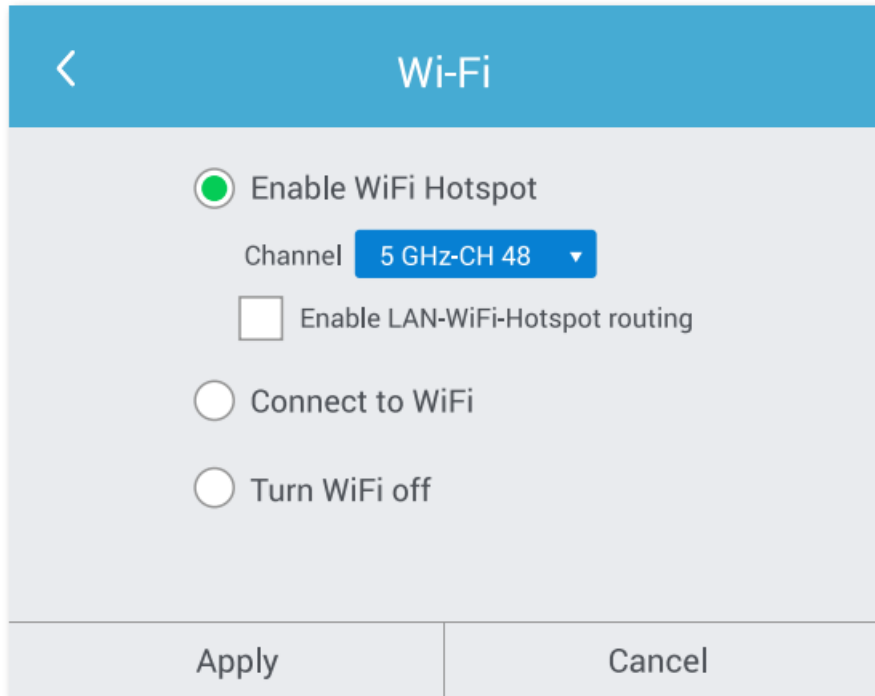 Wi-Fi
Enable WiFi Hotspot
Channel 5 GHz-CH 48
Enable LAN-WiFi-Hotspot routing
Connect to WiFi
Turn WiFi off
Apply Cancel